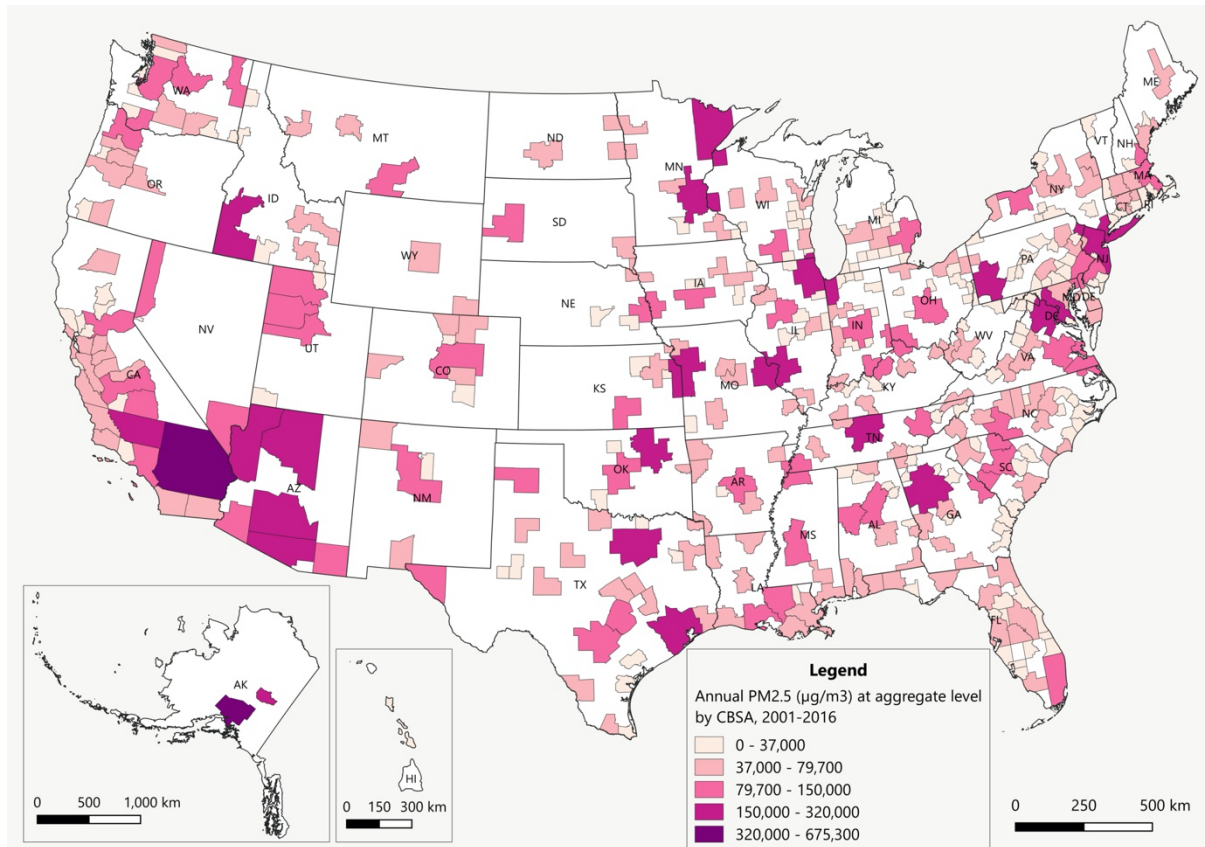 WA
MT
ND
MN
ME
VT
NH
OR
ID
SD
WI
MI
NY
MA
CT
RI
WY
IA
PA
NJ
NE
OH
MD
DE
NV
UT
CO
IL
IN
WV
DC
VA
CA
KS
MO
KY
NC
TN
OK
AR
SC
AZ
NM
MS
AL
GA
TX
LA
FL
AK
HI
Legend
Annual PM2.5 (µg/m3) at aggregate level
by CBSA, 2001-2016
0 - 37,000
37,000 - 79,700
79,700 - 150,000
150,000 - 320,000
320,000 - 675,300
0 500 1,000 km
0 150 300 km
0 250 500 km